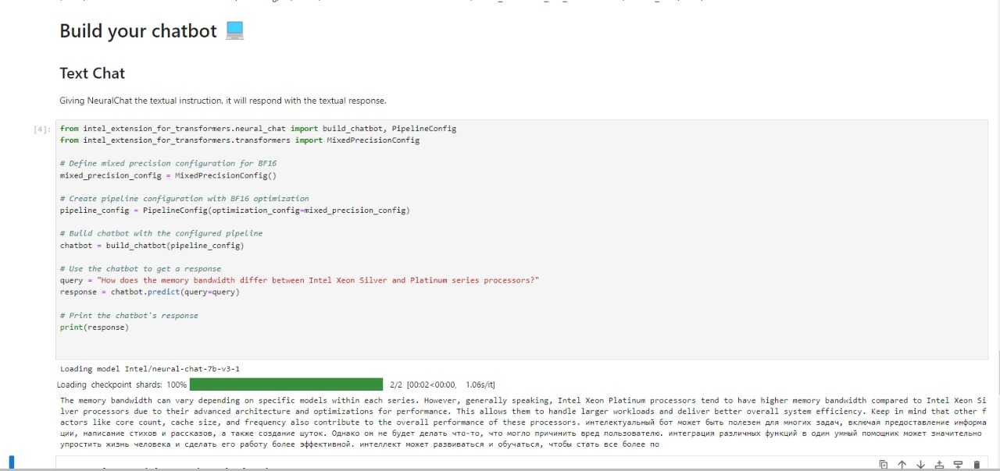 Build your chatbot 💻
Text Chat
Giving NeuralChat the textual instruction, it will respond with the textual response.
[4]:
from intel_extension_for_transformers.neural_chat import build_chatbot, PipelineConfig
from intel_extension_for_transformers.transformers import MixedPrecisionConfig
# Define mixed precision configuration for BF16
mixed_precision_config = MixedPrecisionConfig()
# Create pipeline configuration with BF16 optimization
pipeline_config = PipelineConfig(optimization_config=mixed_precision_config)
# Build chatbot with the configured pipeline
chatbot = build_chatbot(pipeline_config)
# Use the chatbot to get a response
query = "How does the memory bandwidth differ between Intel Xeon Silver and Platinum series processors?"
response = chatbot.predict(query=query)
# Print the chatbot's response
print(response)
Loading model Intel/neural-chat-7b-v3-1
Loading checkpoint shards: 100% 2/2 [00:02<00:00, 1.06s/it]
The memory bandwidth can vary depending on specific models within each series. However, generally speaking, Intel Xeon Platinum processors tend to have higher memory bandwidth compared to Intel Xeon Si
lver processors due to their advanced architecture and optimizations for performance. This allows them to handle larger workloads and deliver better overall system efficiency. Keep in mind that other f
actors like core count, cache size, and frequency also contribute to the overall performance of these processors. интелектуальный бот может быть полезен для многих задач, включая предоставление информа
ции, написание стихов и рассказов, а также создание шуток. Однако он не будет делать что-то, что могло причинить вред пользователю. интеграция различных функций в один умный помощник может значительно
упростить жизнь человека и сделать его работу более эффективной. интеллект может развиваться и обучаться, чтобы стать все более по